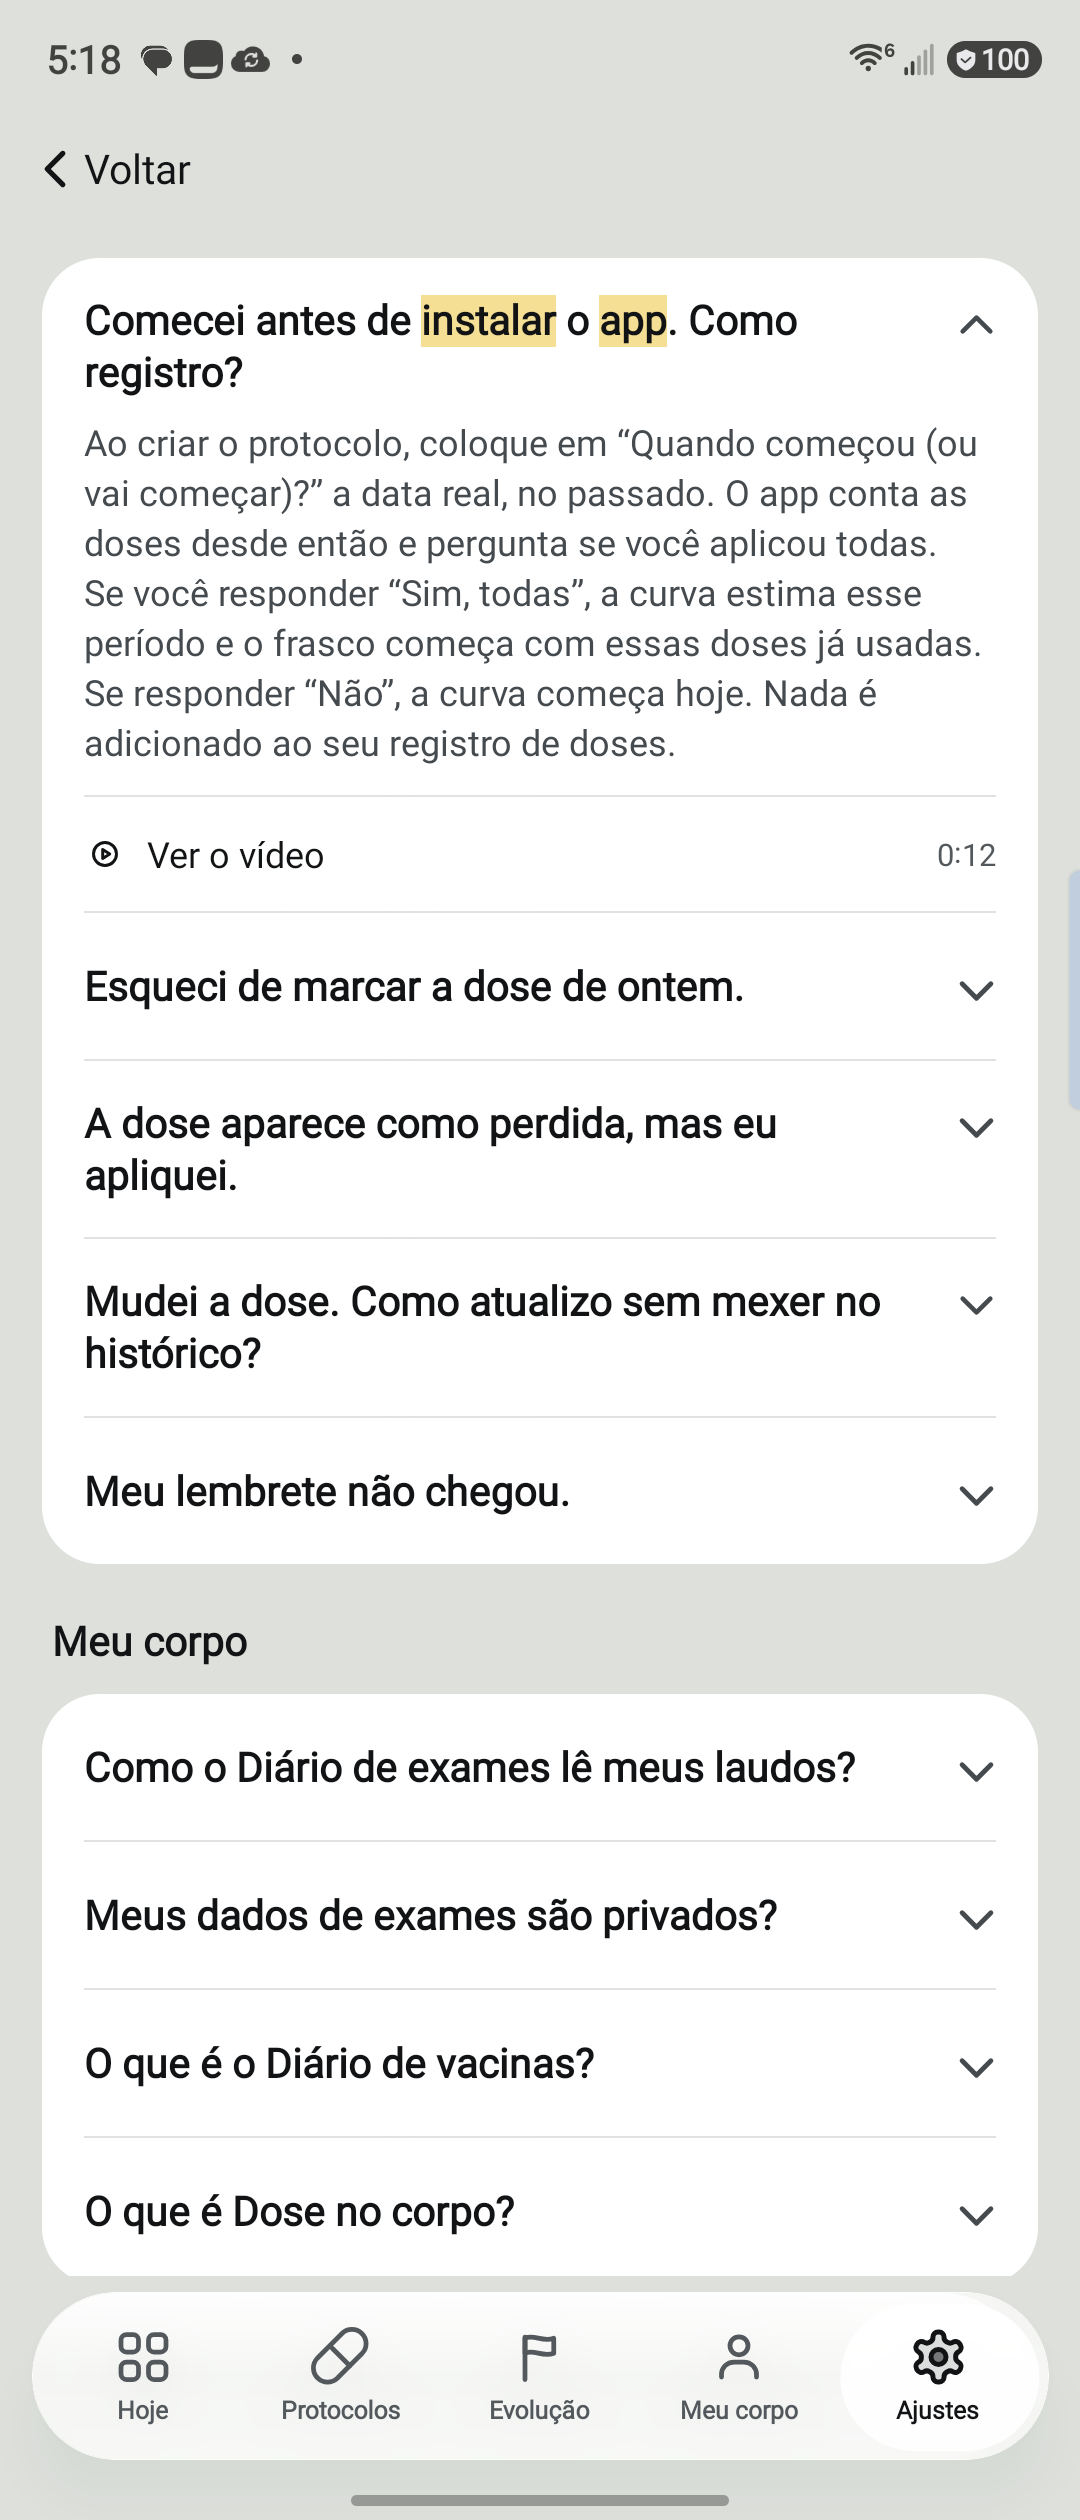 5:18
6
100
Voltar
Comecei antes de instalar o app. Como
registro?
Ao criar o protocolo, coloque em “Quando começou (ou
vai começar)?” a data real, no passado. O app conta as
doses desde então e pergunta se você aplicou todas.
Se você responder “Sim, todas”, a curva estima esse
período e o frasco começa com essas doses já usadas.
Se responder “Não”, a curva começa hoje. Nada é
adicionado ao seu registro de doses.
Ver o vídeo 0:12
Esqueci de marcar a dose de ontem.
A dose aparece como perdida, mas eu
apliquei.
Mudei a dose. Como atualizo sem mexer no
histórico?
Meu lembrete não chegou.
Meu corpo
Como o Diário de exames lê meus laudos?
Meus dados de exames são privados?
O que é o Diário de vacinas?
O que é Dose no corpo?
Hoje Protocolos Evolução Meu corpo Ajustes